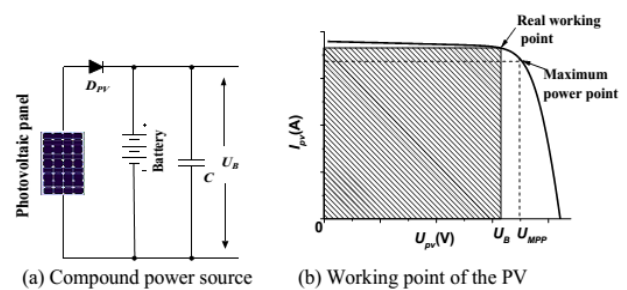 D_PV
Photovoltaic panel
+
Battery
-
C
U_B
(a) Compound power source
I_pv(A)
Real working
point
Maximum
power point
0
U_pv(V)
U_B
U_MPP
(b) Working point of the PV